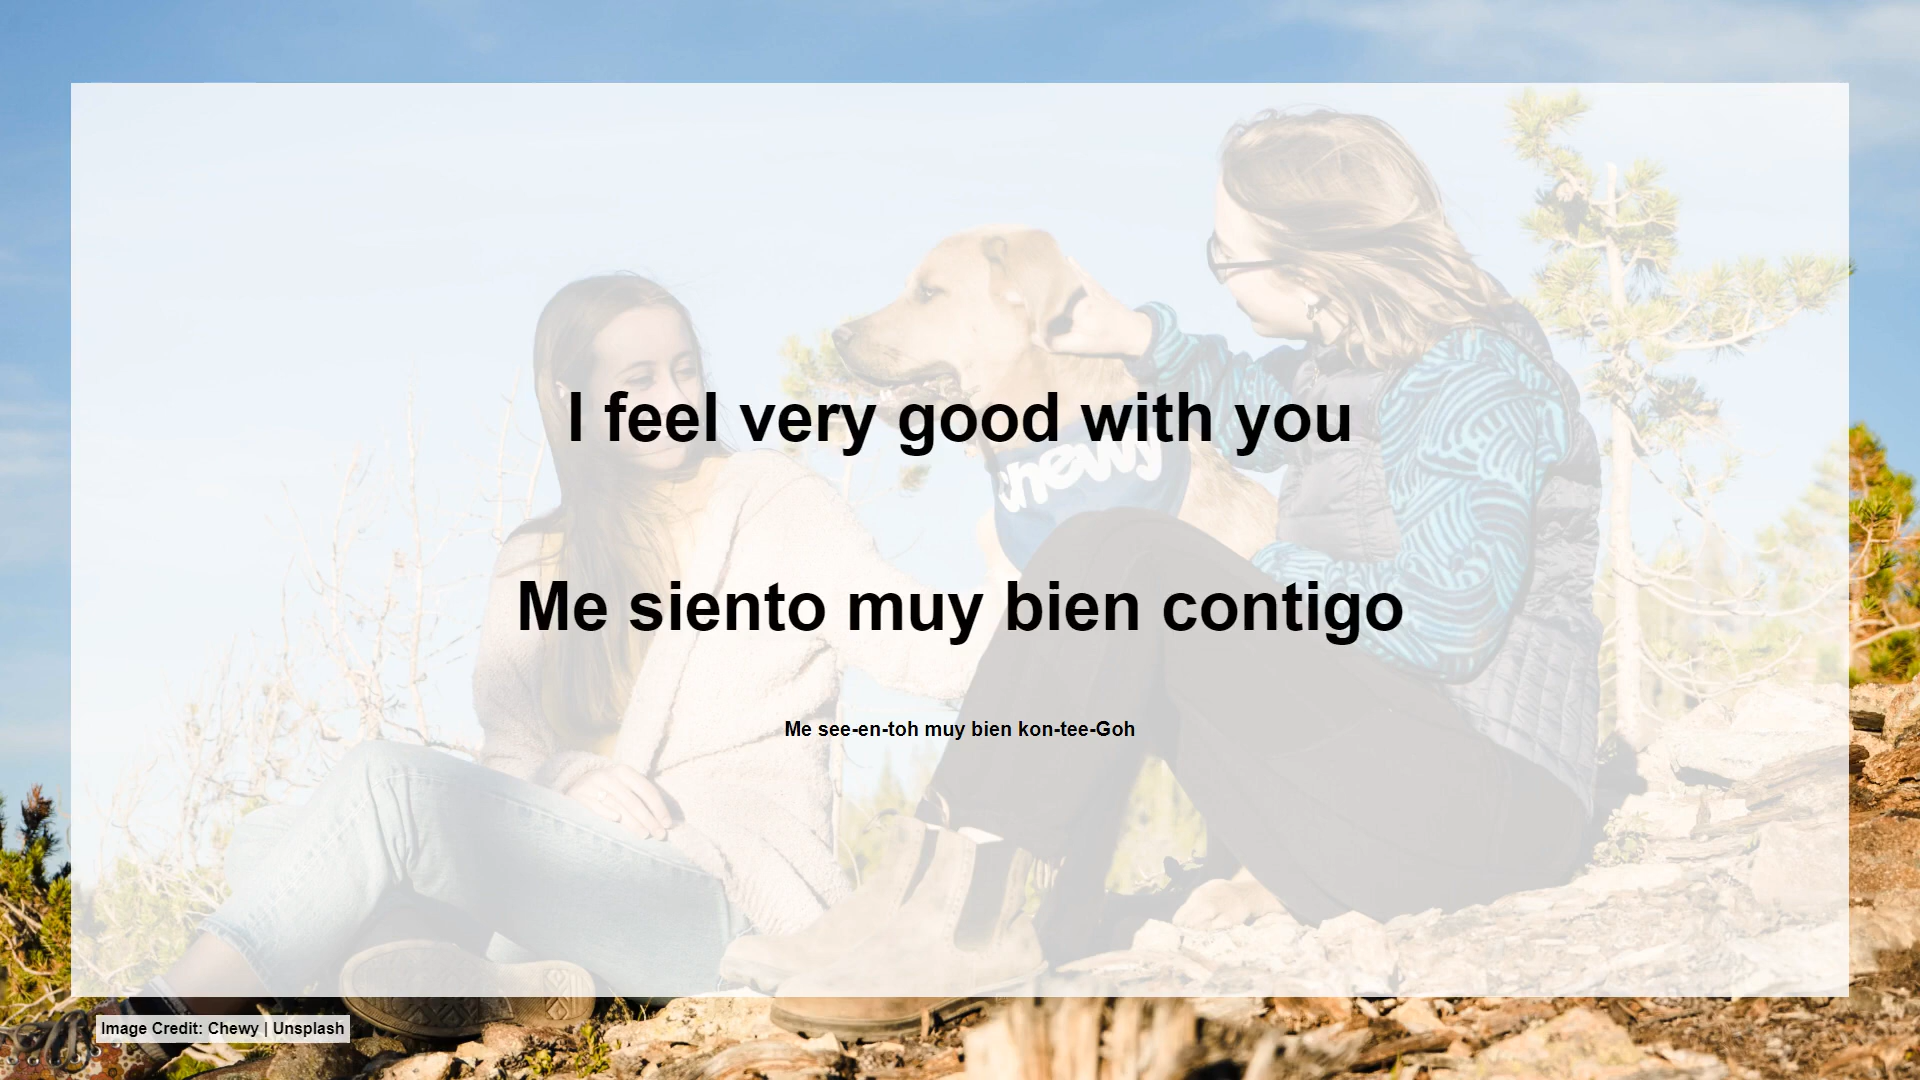 I feel very good with you
chewy
Me siento muy bien contigo
Me see-en-toh muy bien kon-tee-Goh
Image Credit: Chewy | Unsplash